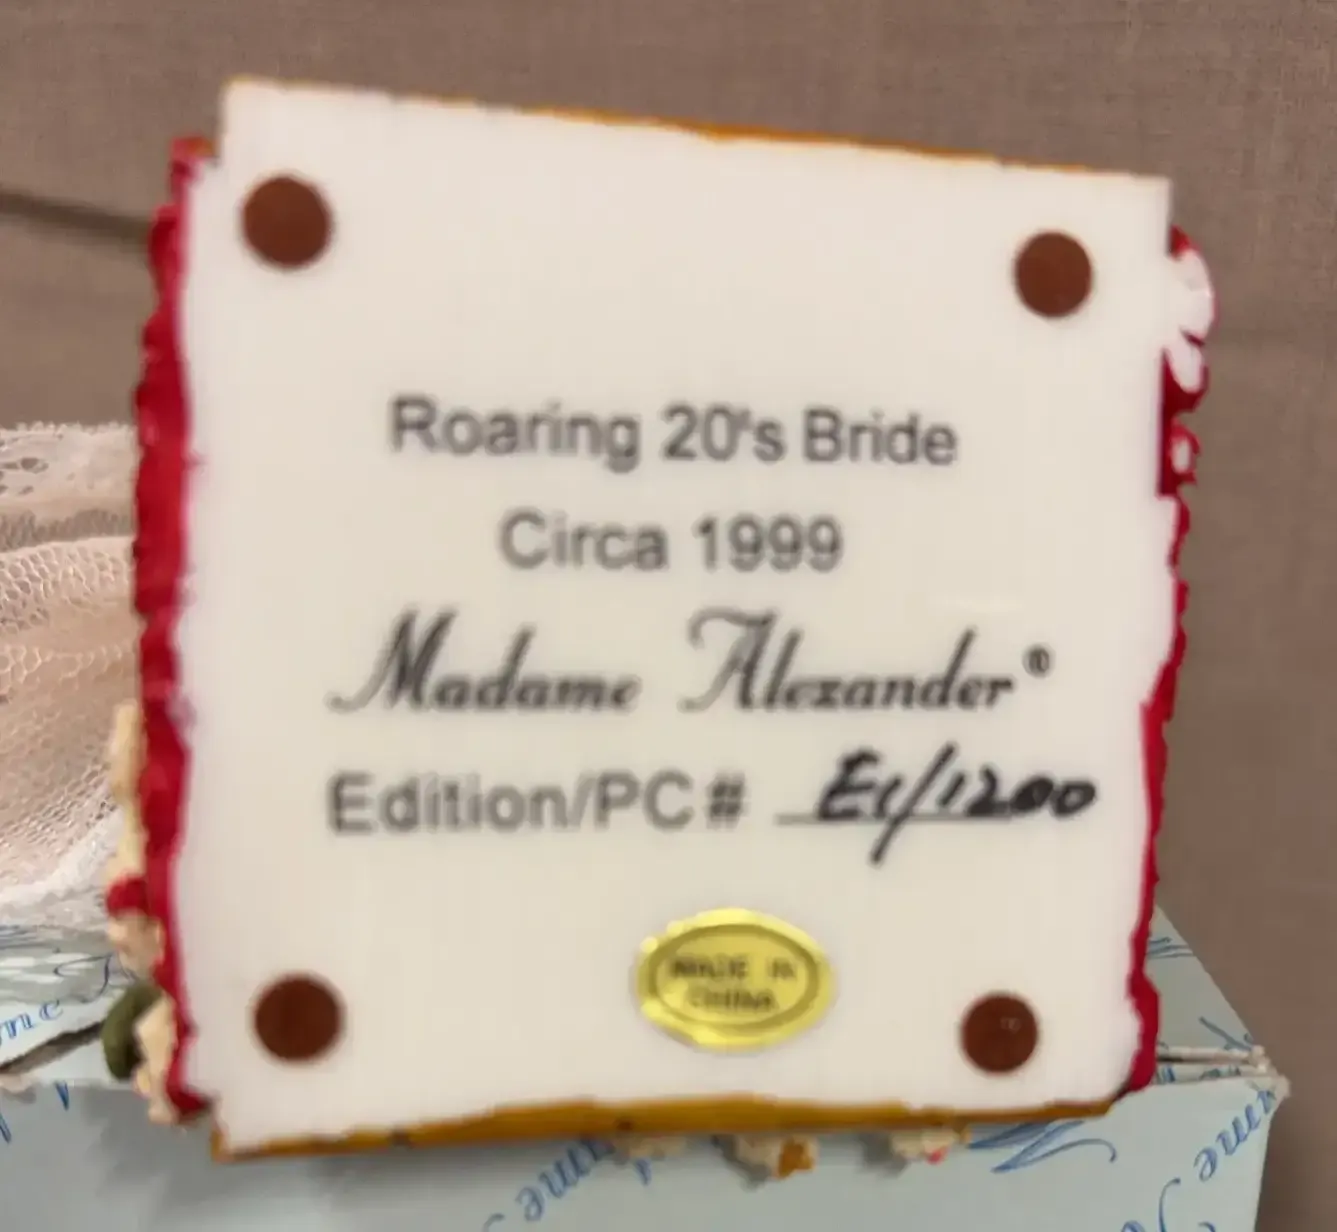 Roaring 20's Bride
Circa 1999
Madame Alexander®
Edition/PC# E1/1200
MADE IN
CHINA